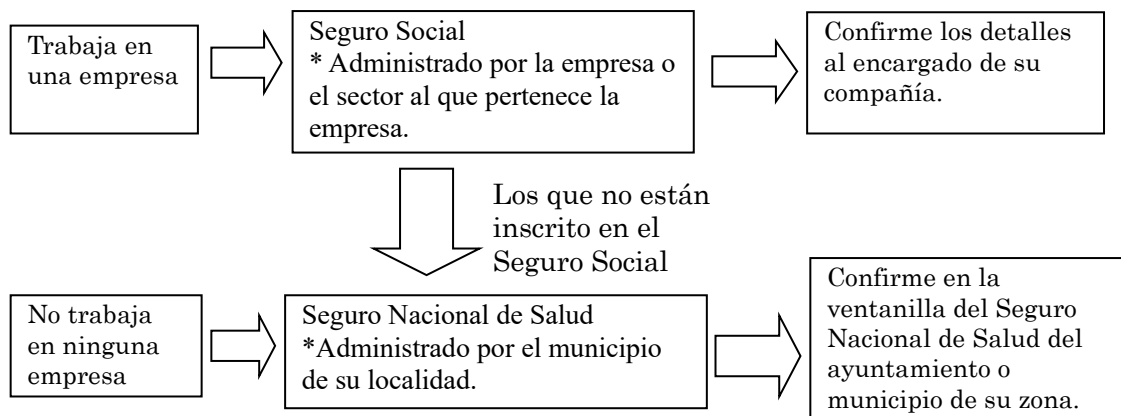 Trabaja en
una empresa
Seguro Social
* Administrado por la empresa o
el sector al que pertenece la
empresa.
Confirme los detalles
al encargado de su
compañía.
Los que no están
inscrito en el
Seguro Social
No trabaja
en ninguna
empresa
Seguro Nacional de Salud
*Administrado por el municipio
de su localidad.
Confirme en la
ventanilla del Seguro
Nacional de Salud del
ayuntamiento o
municipio de su zona.